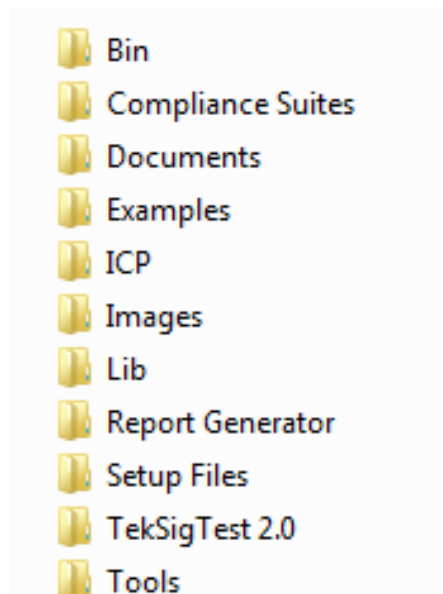 Bin
Compliance Suites
Documents
Examples
ICP
Images
Lib
Report Generator
Setup Files
TekSigTest 2.0
Tools